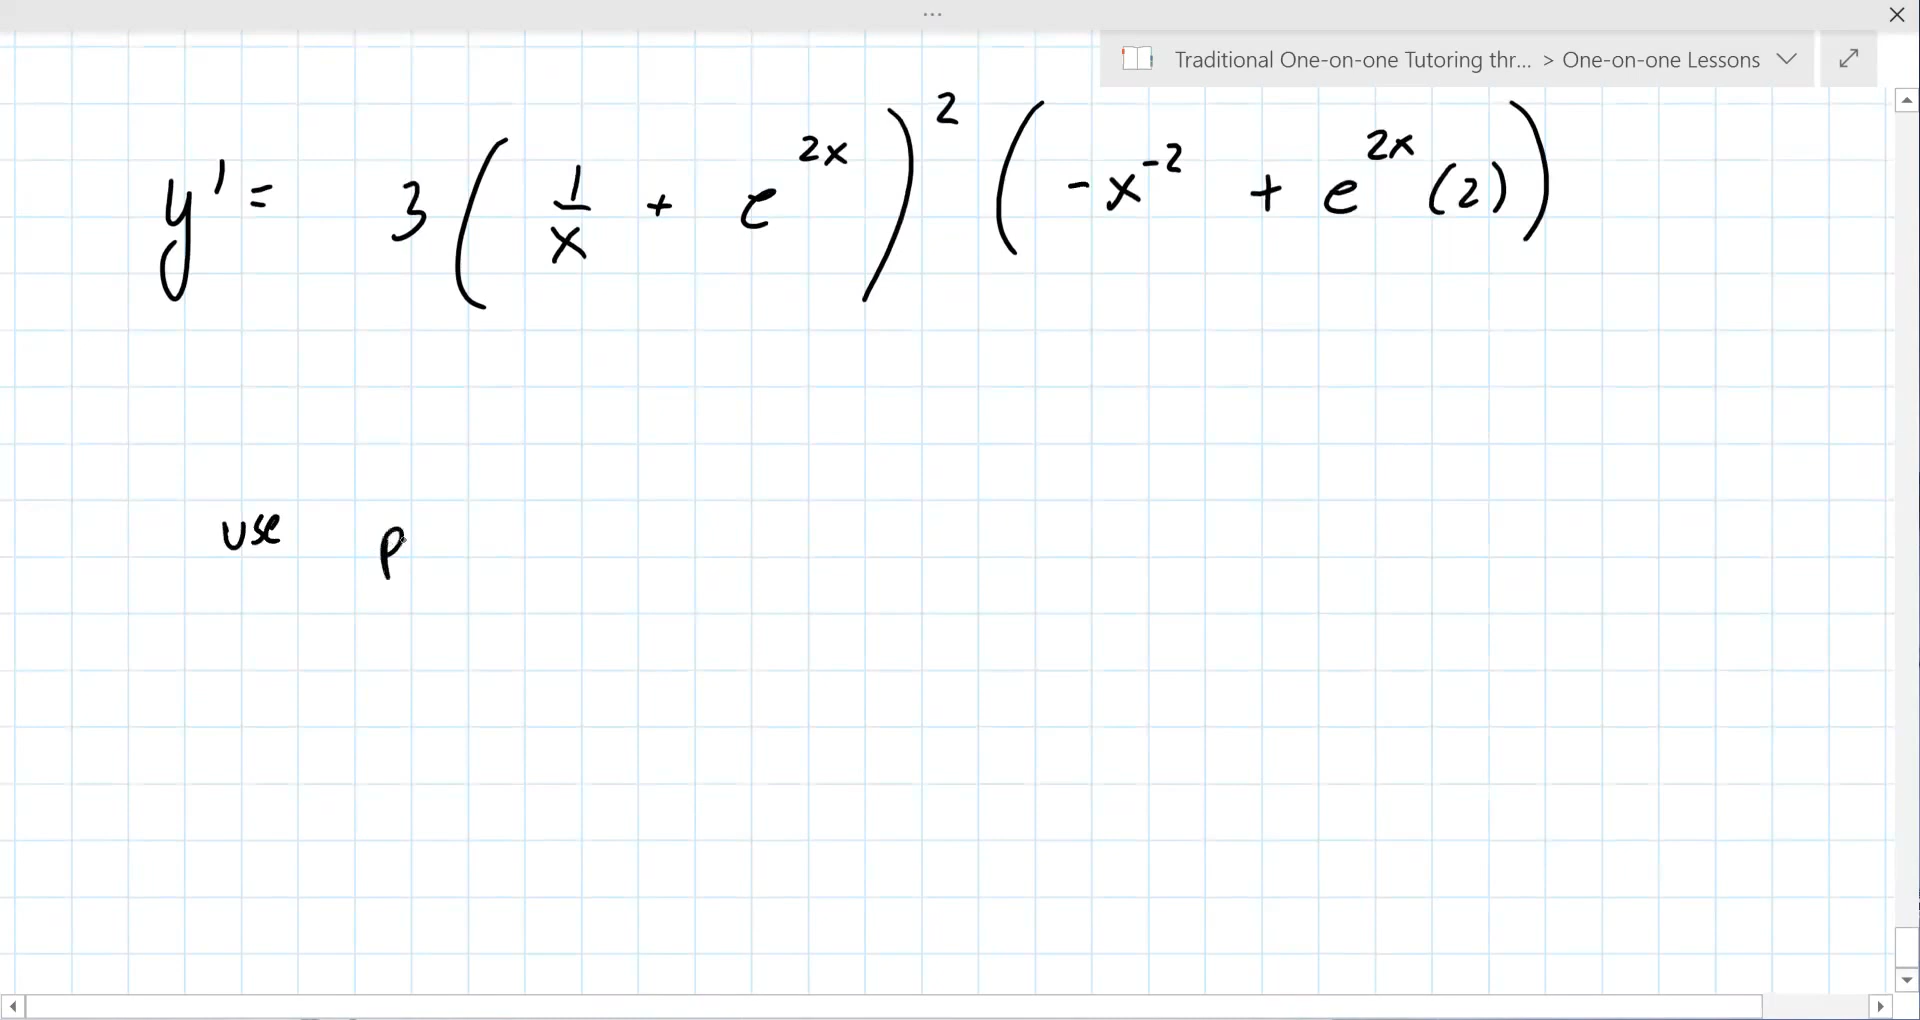 ...
Traditional One-on-one Tutoring thr... > One-on-one Lessons
y' = 3 ( 1/x + e^{2x} )^2 ( -x^{-2} + e^{2x} (2) )
use p